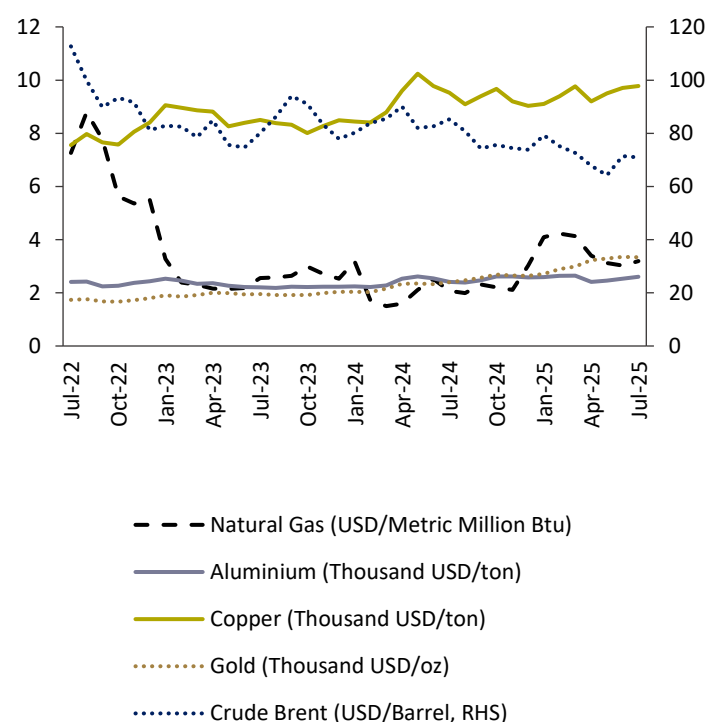 12 120
10 100
8 80
6 60
4 40
2 20
0 0
Jul-22 Oct-22 Jan-23 Apr-23 Jul-23 Oct-23 Jan-24 Apr-24 Jul-24 Oct-24 Jan-25 Apr-25 Jul-25
Natural Gas (USD/Metric Million Btu)
Aluminium (Thousand USD/ton)
Copper (Thousand USD/ton)
Gold (Thousand USD/oz)
Crude Brent (USD/Barrel, RHS)